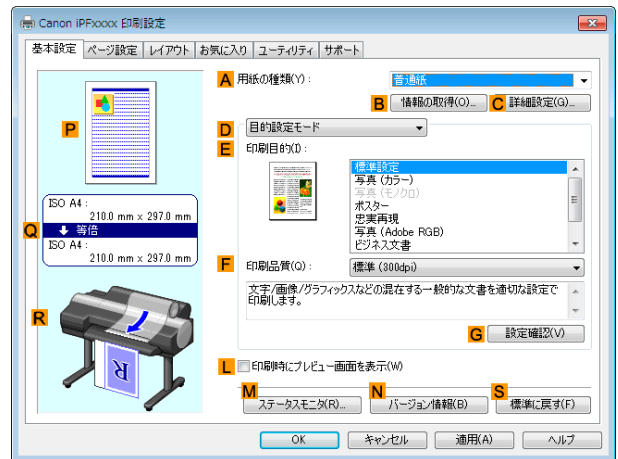 Canon iPFxxxx 印刷設定
基本設定 ページ設定 レイアウト お気に入り ユーティリティ サポート
A 用紙の種類(Y): 普通紙
B 情報の取得(O)... C 詳細設定(G)...
P
D 目的設定モード
E 印刷目的(I):
標準設定
写真 (カラー)
写真 (モノクロ)
ポスター
忠実再現
写真 (Adobe RGB)
ビジネス文書
ISO A4 :
210.0 mm x 297.0 mm
Q 等倍
ISO A4 :
210.0 mm x 297.0 mm
F 印刷品質(Q): 標準 (300dpi)
文字/画像/グラフィックスなどの混在する一般的な文書を適切な設定で
印刷します。
G 設定確認(V)
R
R
L 印刷時にプレビュー画面を表示(W)
M ステータスモニタ(R)... N バージョン情報(B) S 標準に戻す(F)
OK キャンセル 適用(A) ヘルプ